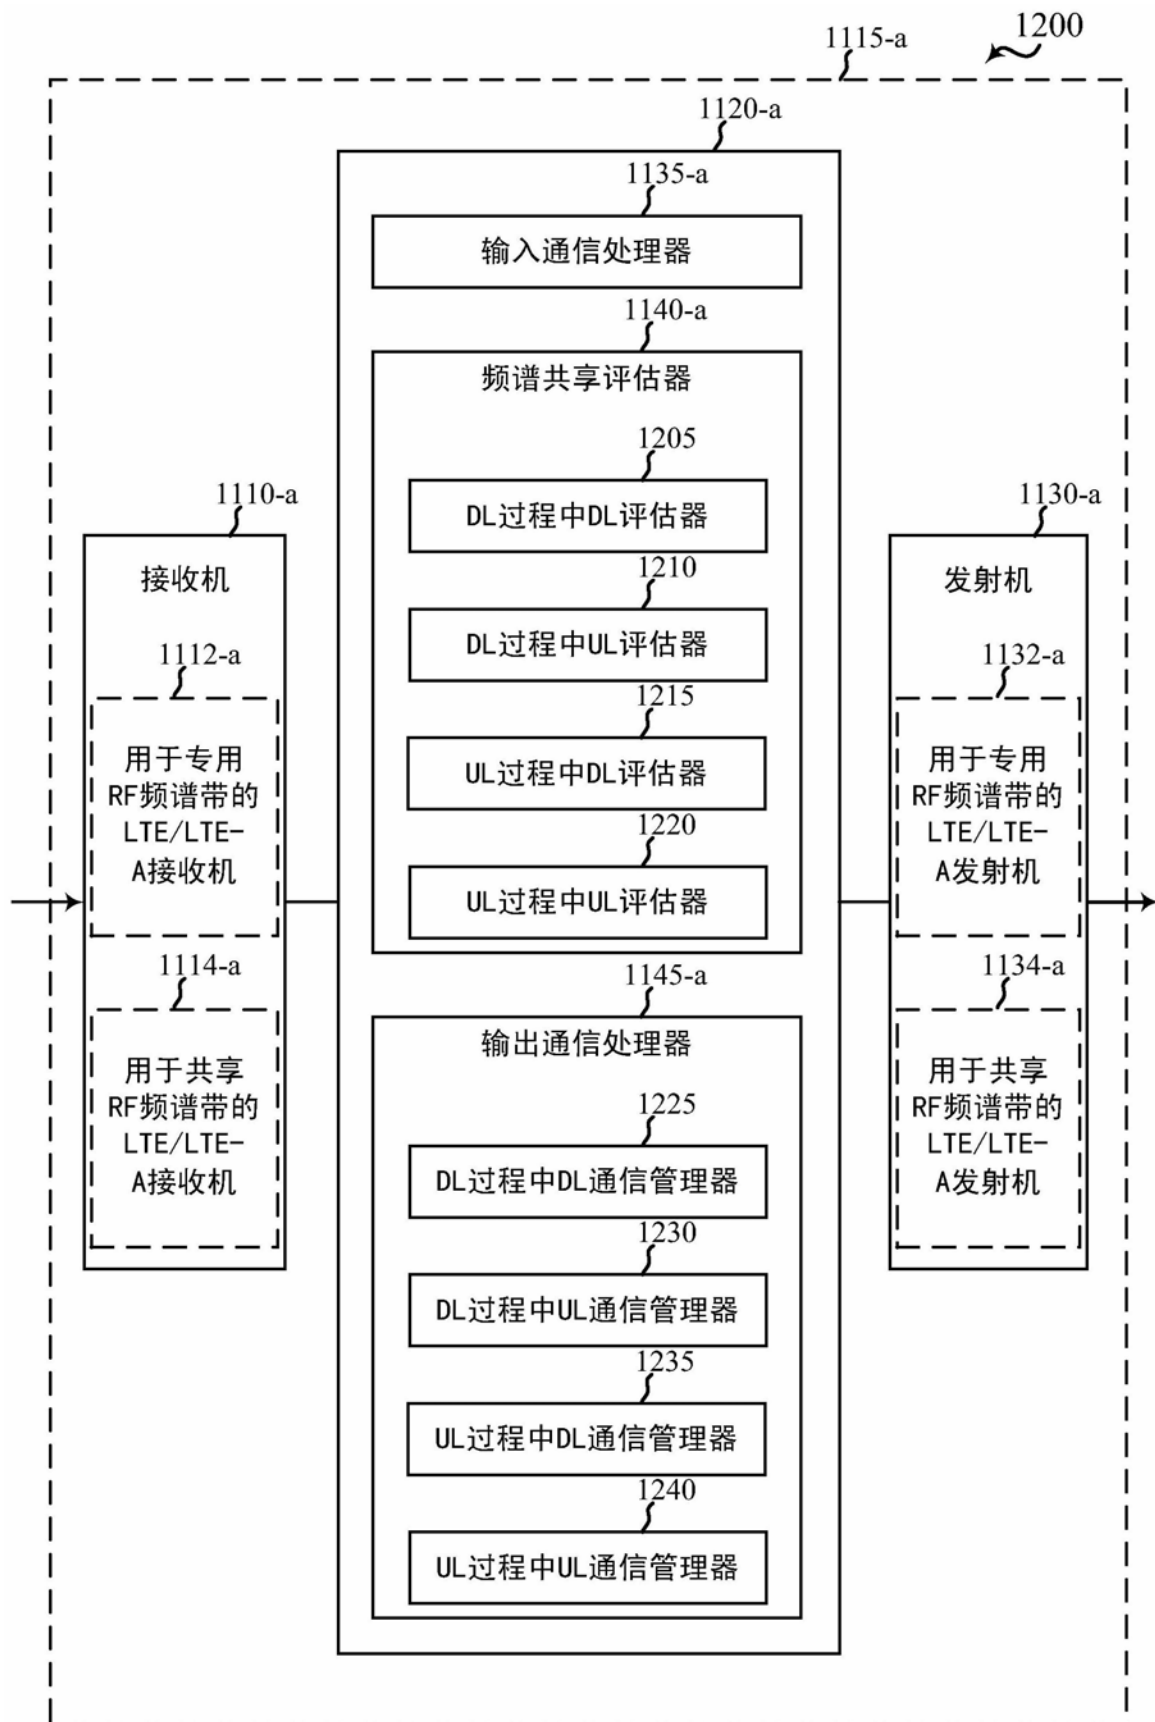 1200
1115-a
1120-a
1135-a
输入通信处理器
1140-a
频谱共享评估器
1205
DL过程中DL评估器
1210
DL过程中UL评估器
1215
UL过程中DL评估器
1220
UL过程中UL评估器
1145-a
输出通信处理器
1225
DL过程中DL通信管理器
1230
DL过程中UL通信管理器
1235
UL过程中DL通信管理器
1240
UL过程中UL通信管理器
1110-a
接收机
1112-a
用于专用
RF频谱带的
LTE/LTE-
A接收机
1114-a
用于共享
RF频谱带的
LTE/LTE-
A接收机
1130-a
发射机
1132-a
用于专用
RF频谱带的
LTE/LTE-
A发射机
1134-a
用于共享
RF频谱带的
LTE/LTE-
A发射机